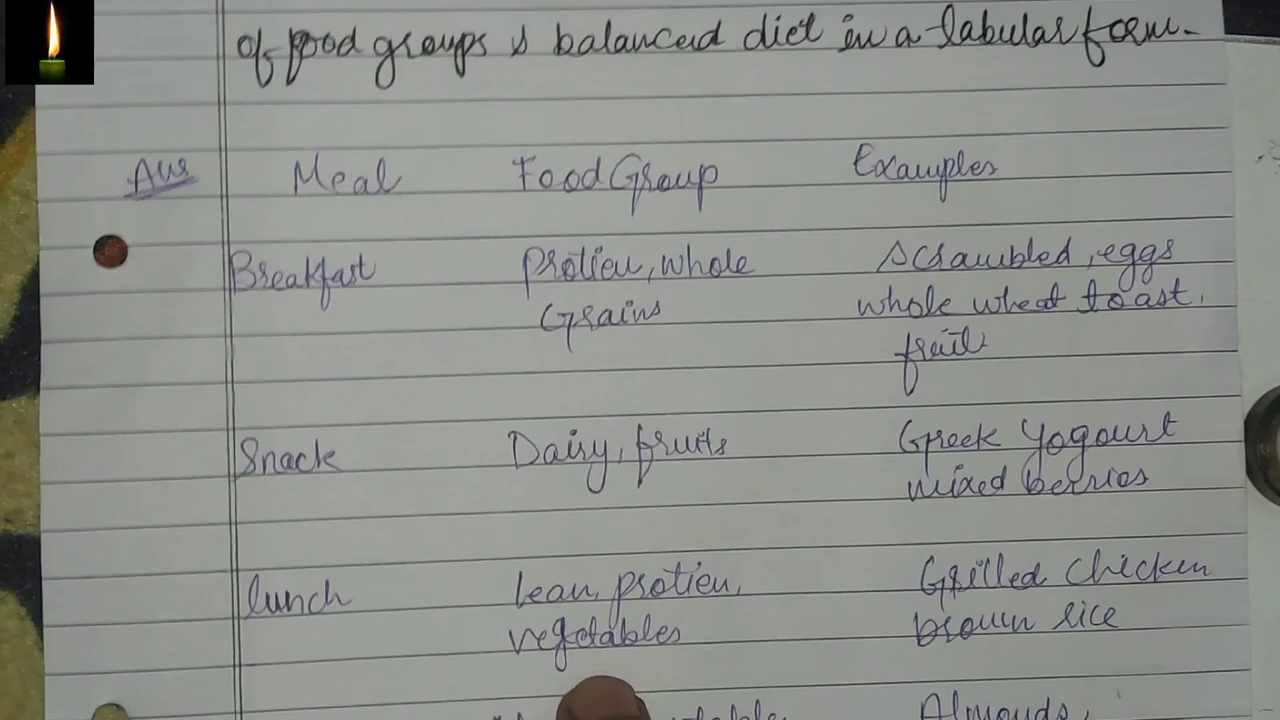 of food groups & balanced diet in a tabular form.
Ans Meal Food Group Examples
Breakfast Protien, whole Scrambled, eggs
Grains whole wheat toast,
fruit
Snack Dairy, fruits Greek Yogourt
mixed berries
lunch Lean, protien, Grilled Chicken
vegetables brown rice
Almonds,